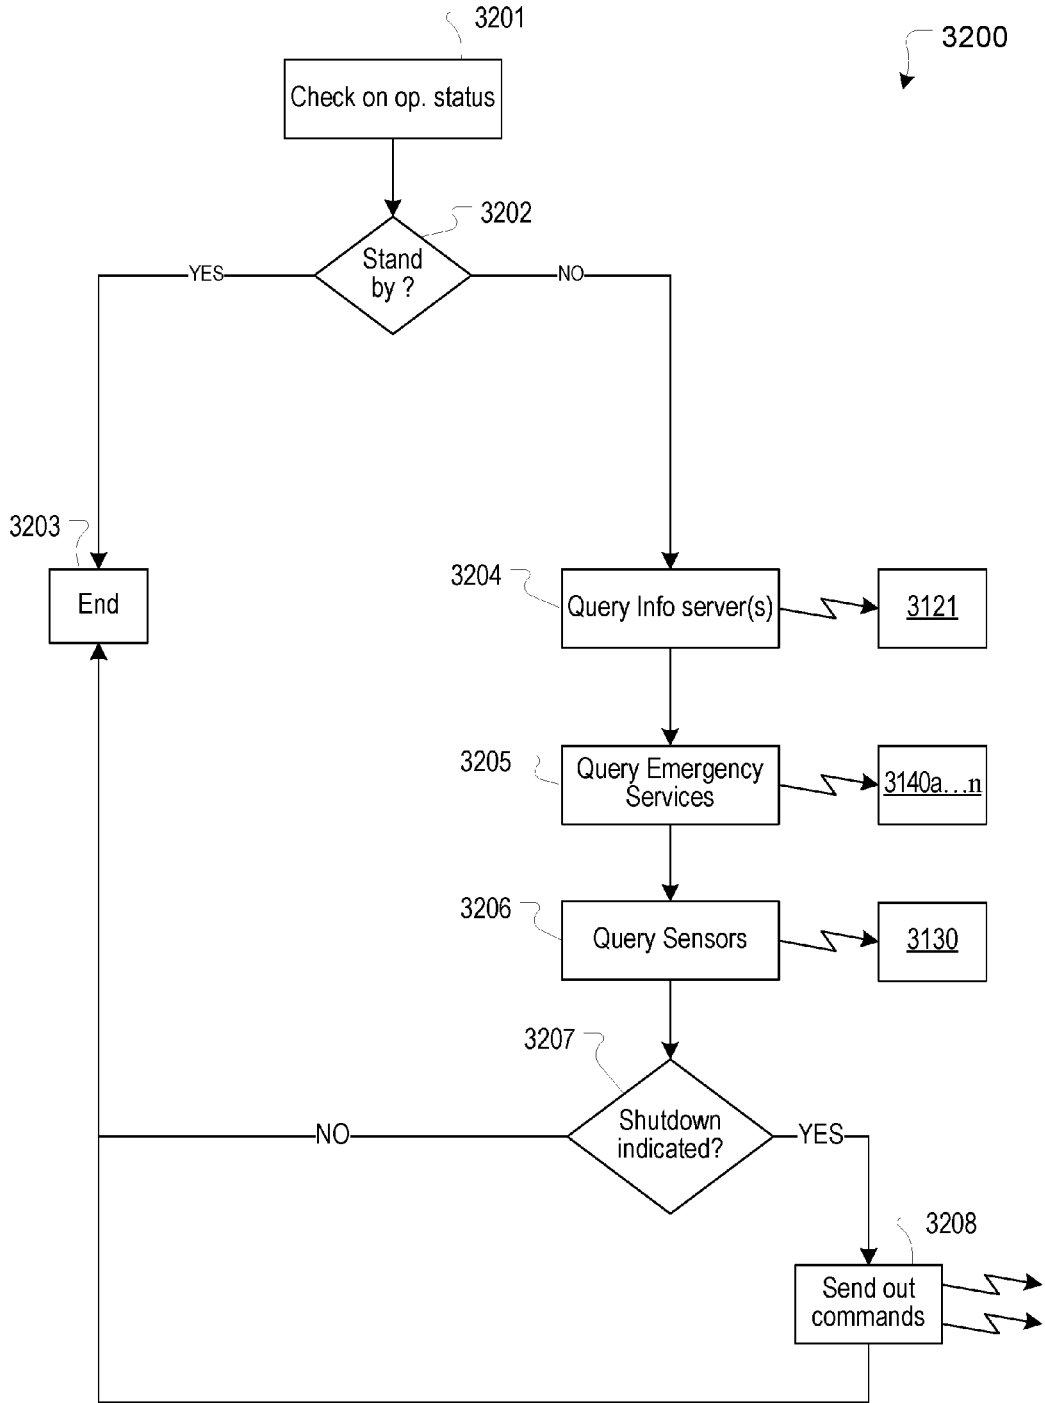 3201
3200
Check on op. status
3202
Stand
by ?
YES
NO
3203
End
3204
Query Info server(s)
3121
3205
Query Emergency
Services
3140a...n
3206
Query Sensors
3130
3207
Shutdown
indicated?
NO
YES
3208
Send out
commands